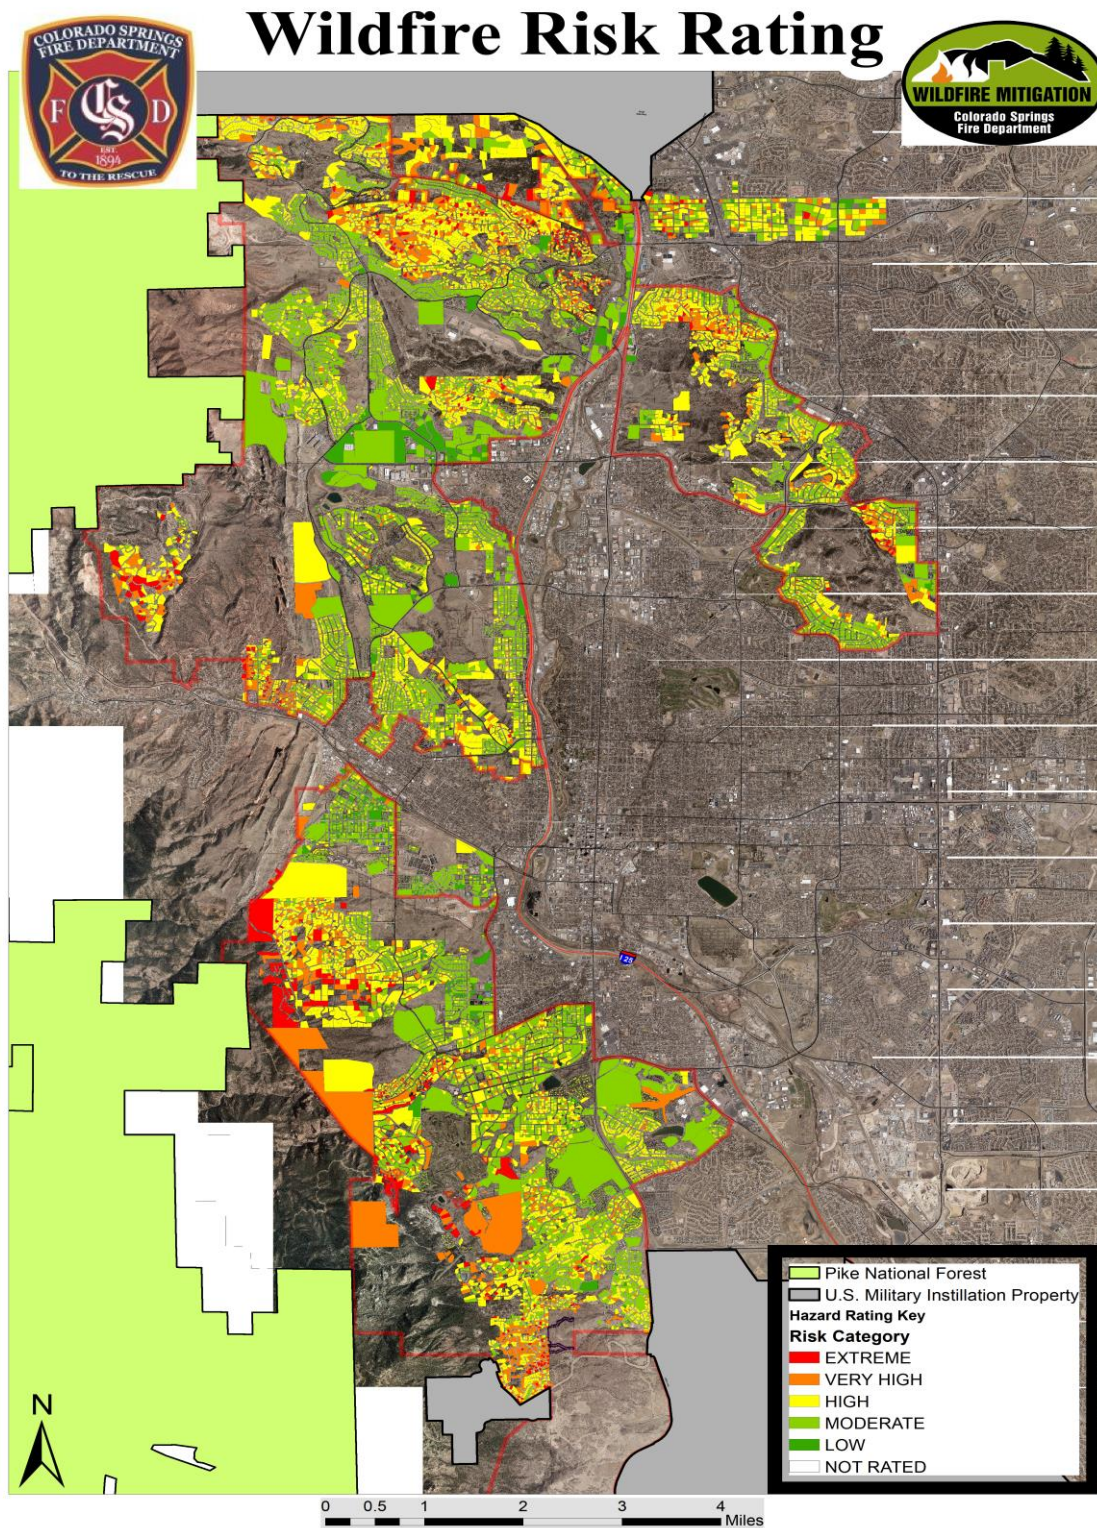 Wildfire Risk Rating
COLORADO SPRINGS
FIRE DEPARTMENT
F D
CS
EST.
1894
TO THE RESCUE
WILDFIRE MITIGATION
Colorado Springs
Fire Department
I 25
Pike National Forest
U.S. Military Instillation Property
Hazard Rating Key
Risk Category
EXTREME
VERY HIGH
HIGH
MODERATE
LOW
NOT RATED
N
0 0.5 1 2 3 4
Miles